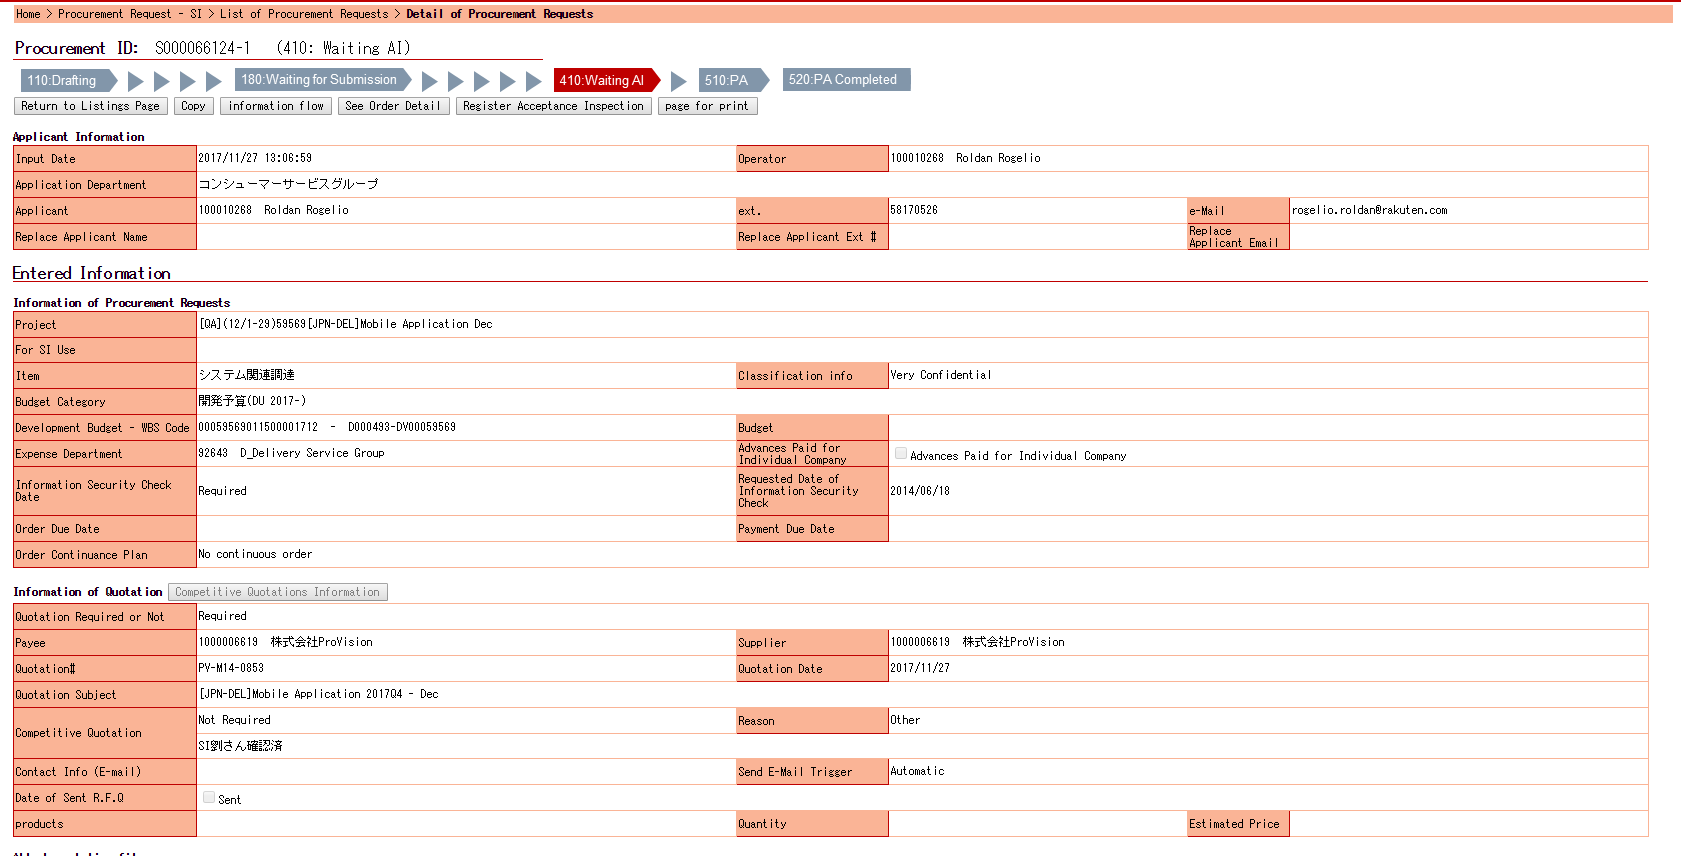 Home > Procurement Request - SI > List of Procurement Requests > Detail of Procurement Requests
Procurement ID: S000066124-1 (410: Waiting AI)
110:Drafting 180:Waiting for Submission 410:Waiting AI 510:PA 520:PA Completed
Return to Listings Page Copy information flow See Order Detail Register Acceptance Inspection page for print
Applicant Information
Input Date 2017/11/27 13:06:59 Operator 100010268 Roldan Rogelio
Application Department コンシューマーサービスグループ
Applicant 100010268 Roldan Rogelio ext. 58170526 e-Mail rogelio.roldan@rakuten.com
Replace Applicant Name Replace Applicant Ext # Replace Applicant Email
Entered Information
Information of Procurement Requests
Project [QA](12/1-29)59569[JPN-DEL]Mobile Application Dec
For SI Use
Item システム関連調達 Classification info Very Confidential
Budget Category 開発予算(DU 2017-)
Development Budget - WBS Code 00059569011500001712 - D000493-DV00059569 Budget
Expense Department 92643 D_Delivery Service Group Advances Paid for Individual Company Advances Paid for Individual Company
Information Security Check Date Required Requested Date of Information Security Check 2014/06/18
Order Due Date Payment Due Date
Order Continuance Plan No continuous order
Information of Quotation Competitive Quotations Information
Quotation Required or Not Required
Payee 1000006619 株式会社ProVision Supplier 1000006619 株式会社ProVision
Quotation# PV-M14-0853 Quotation Date 2017/11/27
Quotation Subject [JPN-DEL]Mobile Application 2017Q4 - Dec
Competitive Quotation Not Required Reason Other
SI劉さん確認済
Contact Info (E-mail) Send E-Mail Trigger Automatic
Date of Sent R.F.Q Sent
products Quantity Estimated Price